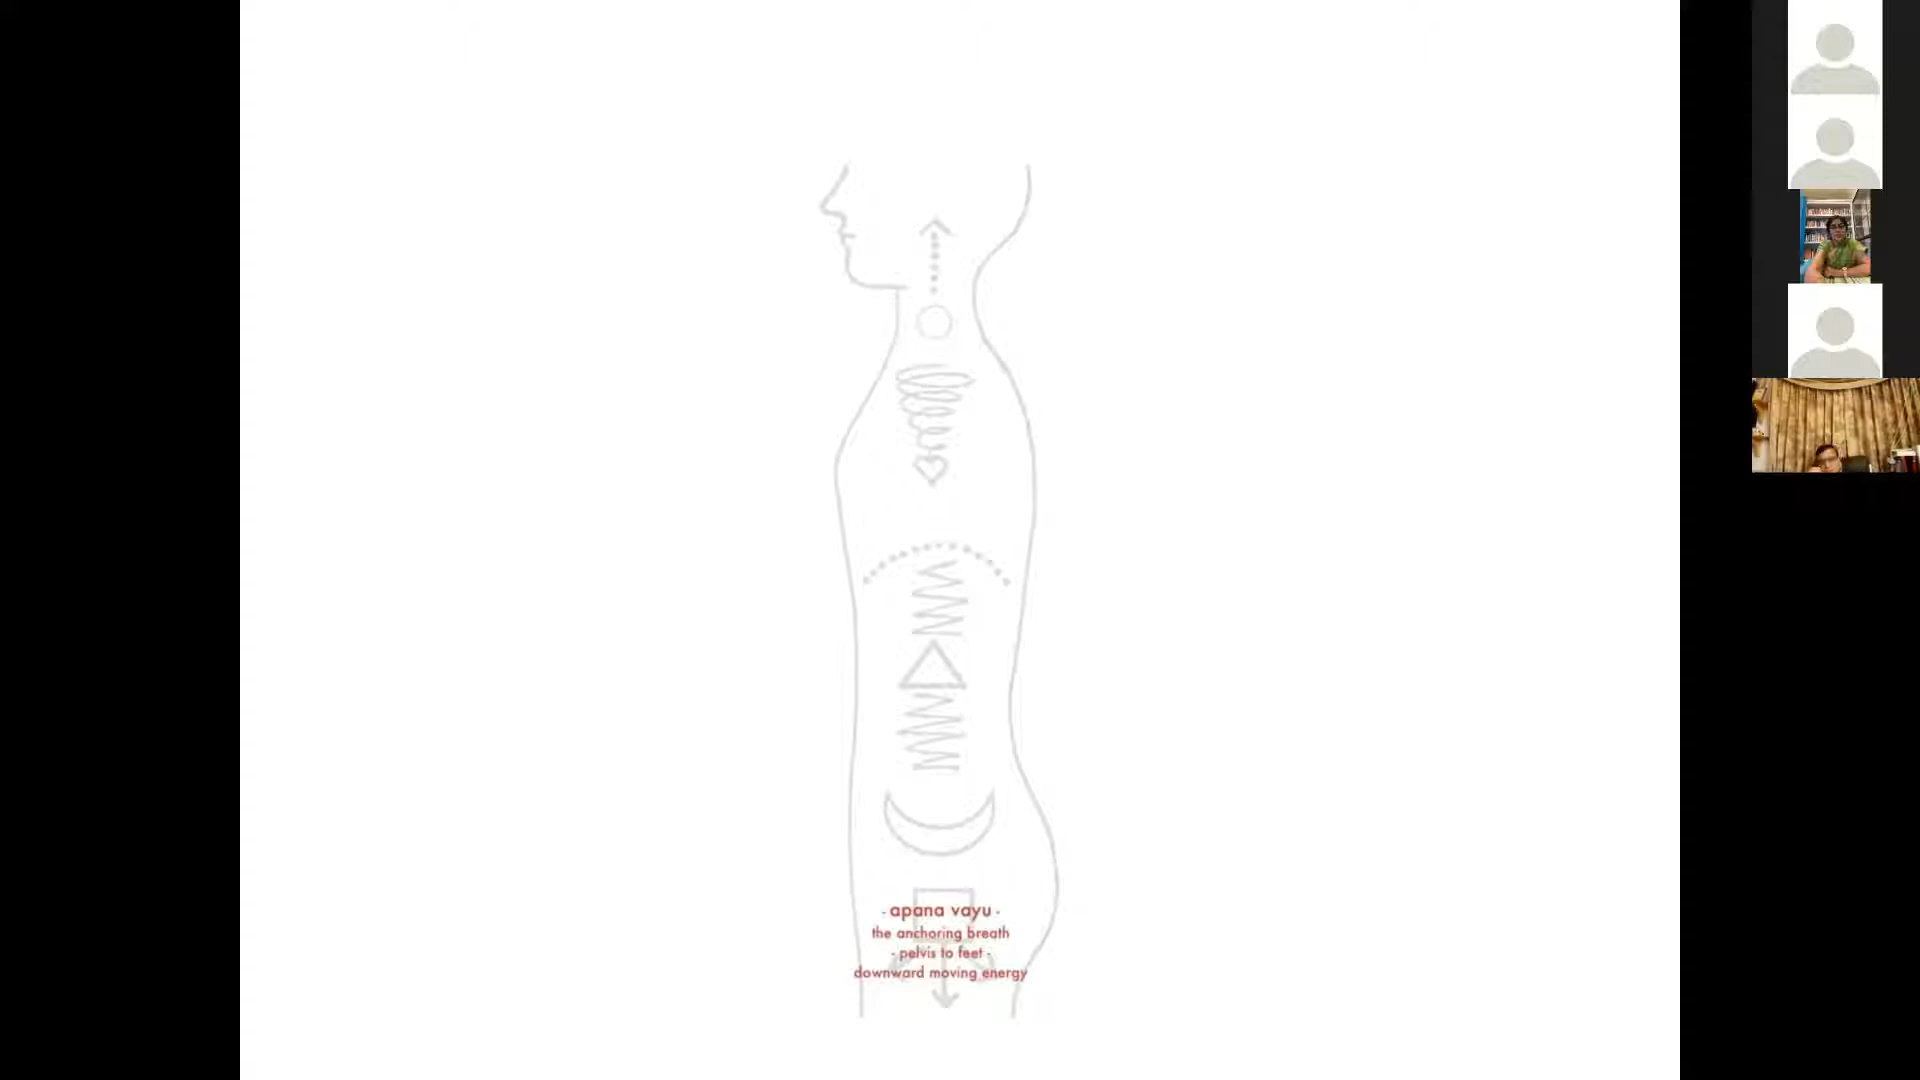 - apana vayu -
the anchoring breath
- pelvis to feet -
downward moving energy